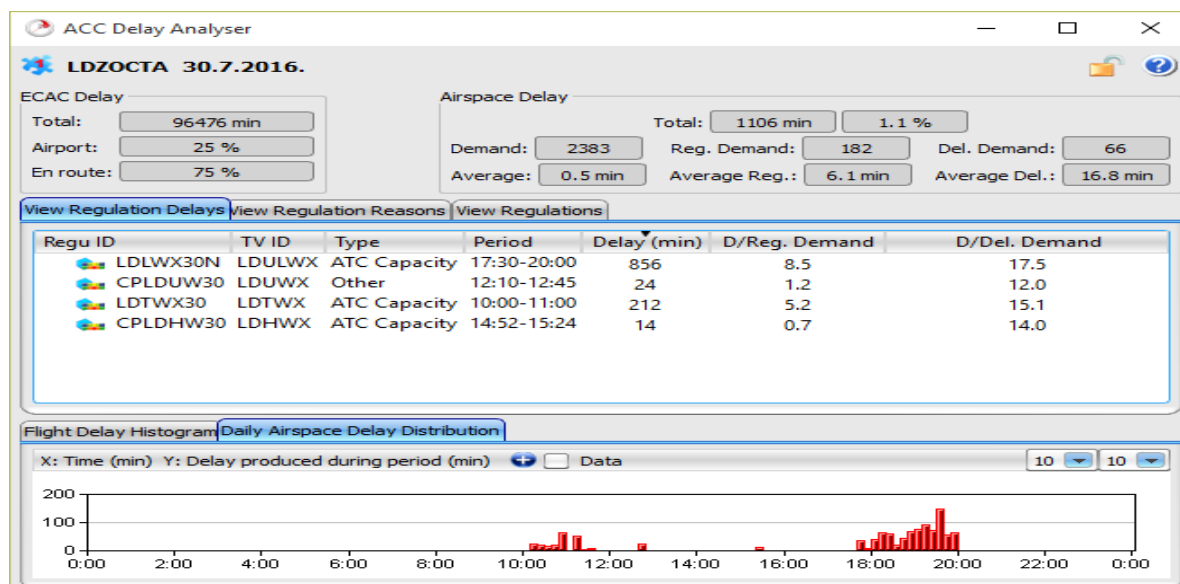 ACC Delay Analyser
LDZOCTA 30.7.2016.
ECAC Delay
Total: 96476 min
Airport: 25 %
En route: 75 %
Airspace Delay
Total: 1106 min 1.1 %
Demand: 2383 Reg. Demand: 182 Del. Demand: 66
Average: 0.5 min Average Reg.: 6.1 min Average Del.: 16.8 min
View Regulation Delays View Regulation Reasons View Regulations
Regu ID TV ID Type Period Delay (min) D/Reg. Demand D/Del. Demand
LDLWX30N LDULWX ATC Capacity 17:30-20:00 856 8.5 17.5
CPLDUW30 LDUWX Other 12:10-12:45 24 1.2 12.0
LDTWX30 LDTWX ATC Capacity 10:00-11:00 212 5.2 15.1
CPLDHW30 LDHWX ATC Capacity 14:52-15:24 14 0.7 14.0
Flight Delay Histogram Daily Airspace Delay Distribution
X: Time (min) Y: Delay produced during period (min) Data 10 10
200
100
0
0:00 2:00 4:00 6:00 8:00 10:00 12:00 14:00 16:00 18:00 20:00 22:00 0:00